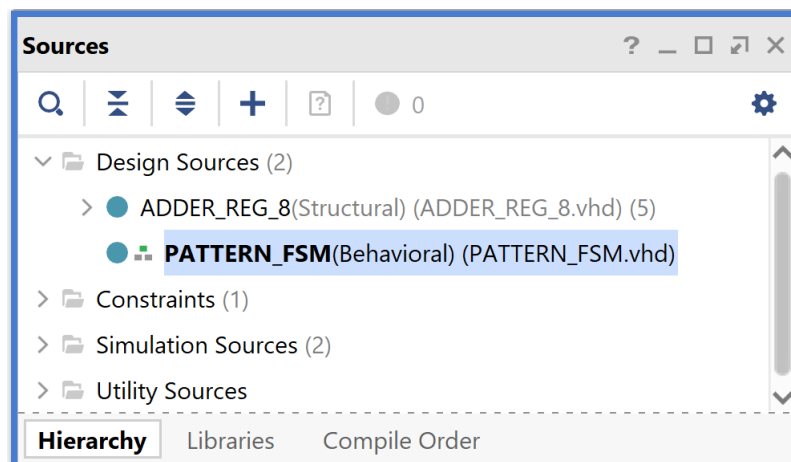 Sources
0
Design Sources (2)
ADDER_REG_8(Structural) (ADDER_REG_8.vhd) (5)
PATTERN_FSM(Behavioral) (PATTERN_FSM.vhd)
Constraints (1)
Simulation Sources (2)
Utility Sources
Hierarchy Libraries Compile Order